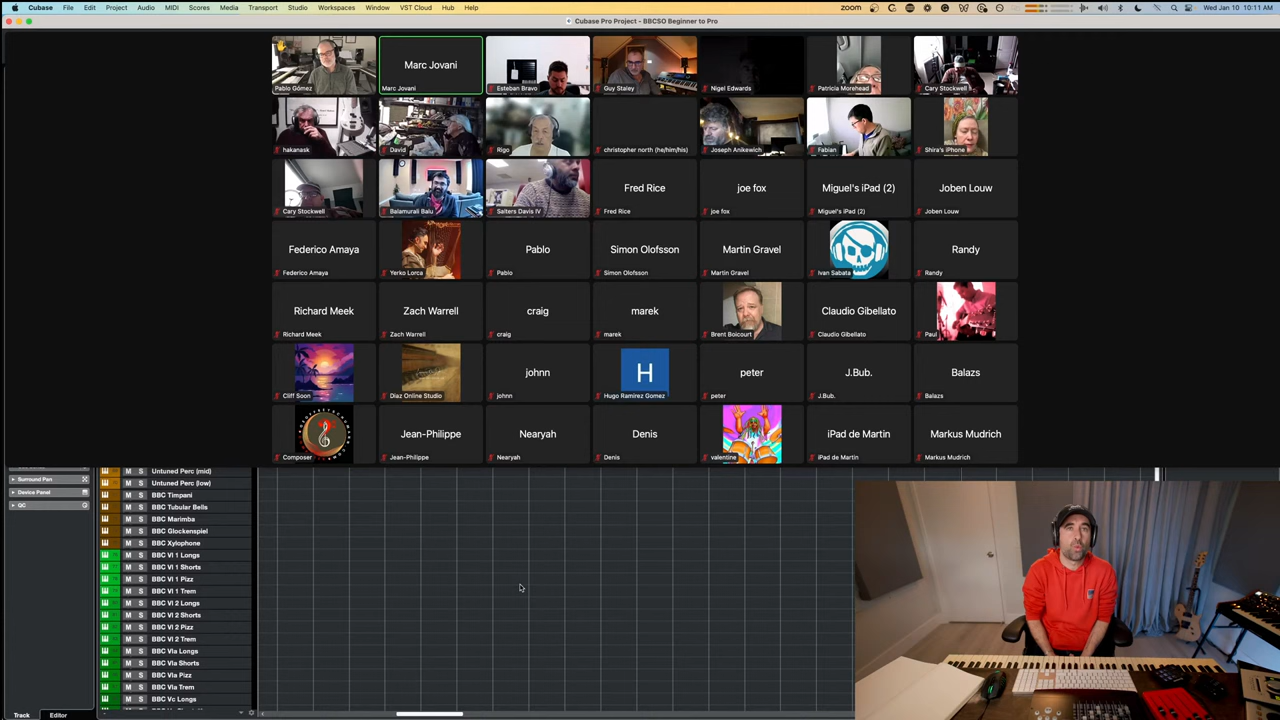 Cubase File Edit Project Audio MIDI Scores Media Transport Studio Workspaces Window VST Cloud Hub Help
zoom Wed Jan 10 10:11 AM
Cubase Pro Project - BBCSO Beginner to Pro
Pablo Gómez
Marc Jovani
Marc Jovani
Esteban Bravo
Guy Staley
Nigel Edwards
Patricia Morehead
Cary Stockwell
hakanask
David
Rigo
christopher north (he/him/his)
Joseph Anikewich
Fabian
Shira's iPhone
Cary Stockwell
Balamurali Balu
Salters Davis IV
Fred Rice
Fred Rice
joe fox
joe fox
Miguel's iPad (2)
Miguel's iPad (2)
Joben Louw
Joben Louw
Federico Amaya
Federico Amaya
Yerko Lorca
Pablo
Pablo
Simon Olofsson
Simon Olofsson
Martin Gravel
Martin Gravel
Ivan Sabata
Randy
Randy
Richard Meek
Richard Meek
Zach Warrell
Zach Warrell
craig
craig
marek
marek
Brent Boicourt
Claudio Gibellato
Claudio Gibellato
Paul
Cliff Soon
Diaz Online Studio
johnn
johnn
H
Hugo Ramirez Gomez
peter
peter
J.Bub.
J.Bub.
Balazs
Balazs
Composer
Jean-Philippe
Jean-Philippe
Nearyah
Nearyah
Denis
Denis
valentine
iPad de Martin
iPad de Martin
Markus Mudrich
Markus Mudrich
Surround Pan
Device Panel
QC
M S Untuned Perc (mid)
M S Untuned Perc (low)
M S BBC Timpani
M S BBC Tubular Bells
M S BBC Marimba
M S BBC Glockenspiel
M S BBC Xylophone
M S BBC Vl 1 Longs
M S BBC Vl 1 Shorts
M S BBC Vl 1 Pizz
M S BBC Vl 1 Trem
M S BBC Vl 2 Longs
M S BBC Vl 2 Shorts
M S BBC Vl 2 Pizz
M S BBC Vl 2 Trem
M S BBC Vla Longs
M S BBC Vla Shorts
M S BBC Vla Pizz
M S BBC Vla Trem
M S BBC Vc Longs
Track Editor